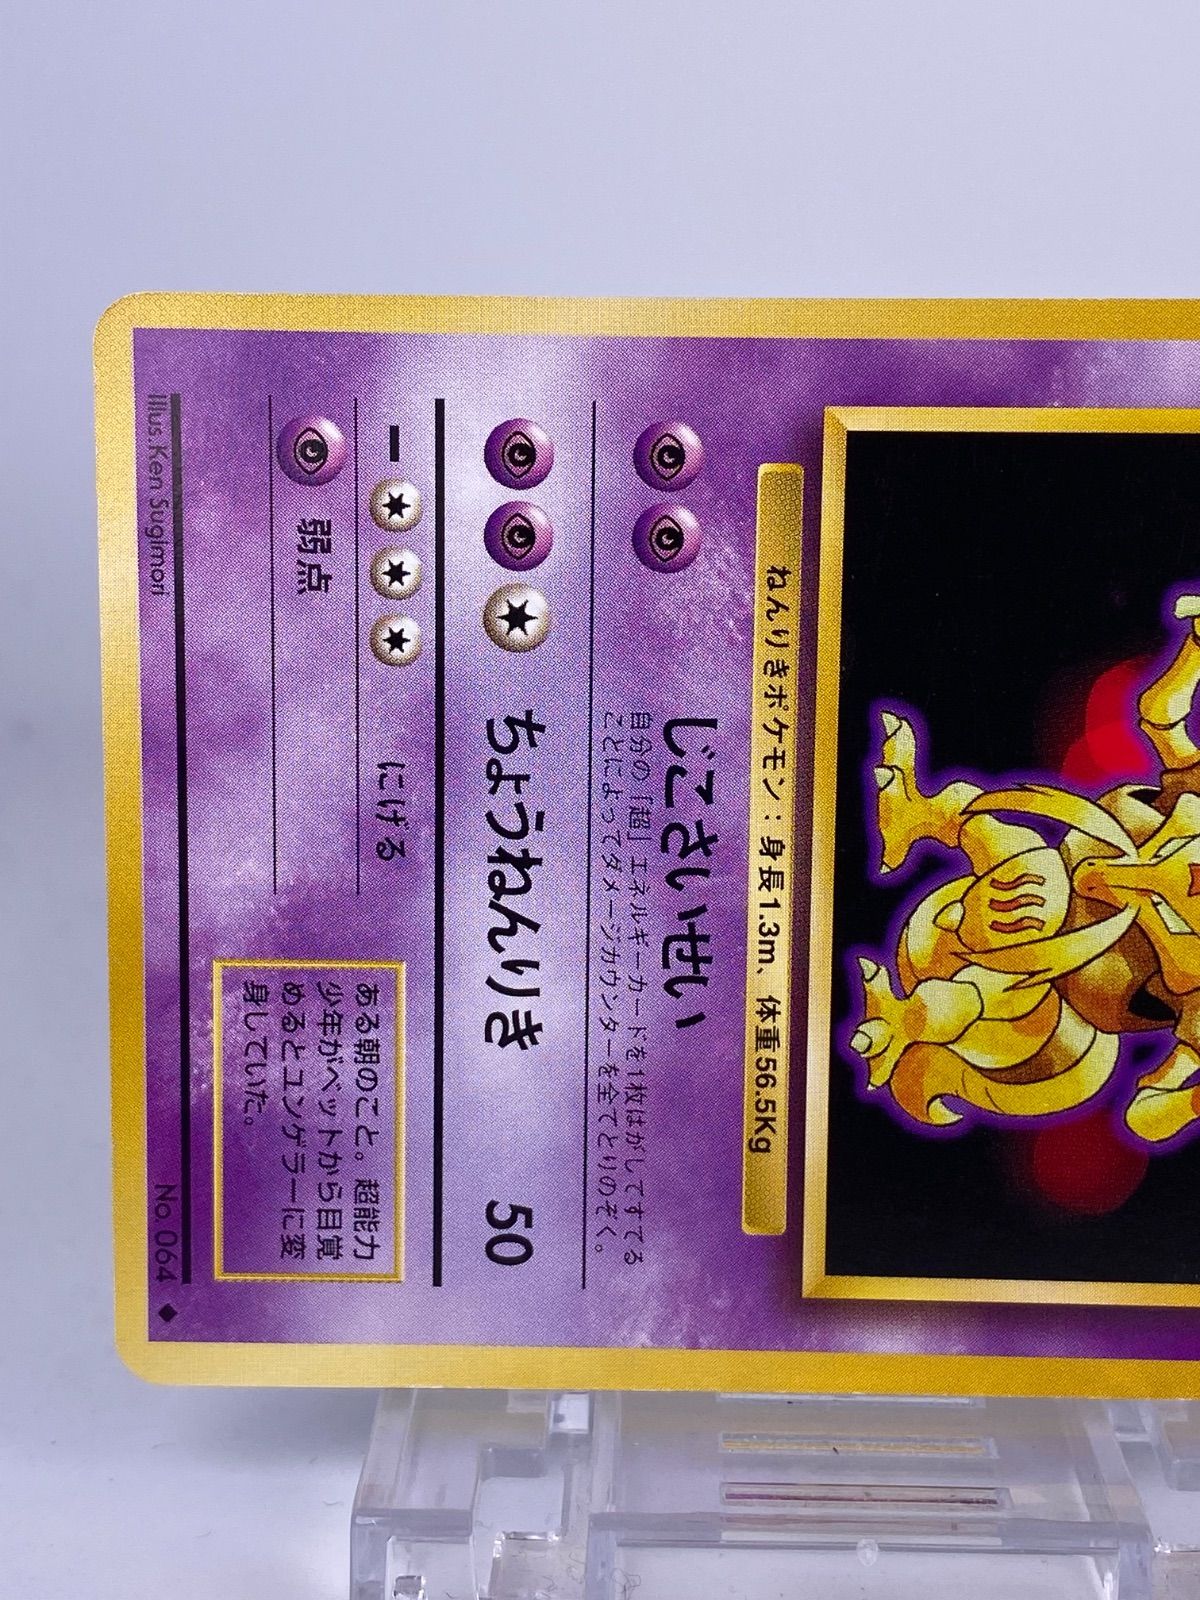 ねんりきポケモン：身長1.3m、体重56.5Kg
じこさいせい
自分の「超」エネルギーカードを1枚はがしてすてる
ことによってダメージカウンターを全てとりのぞく。
ちょうねんりき 50
にげる
弱点
ある朝のこと。超能力
少年がベットから目覚
めるとユンゲラーに変
身していた。
Illus. Ken Sugimori No. 064